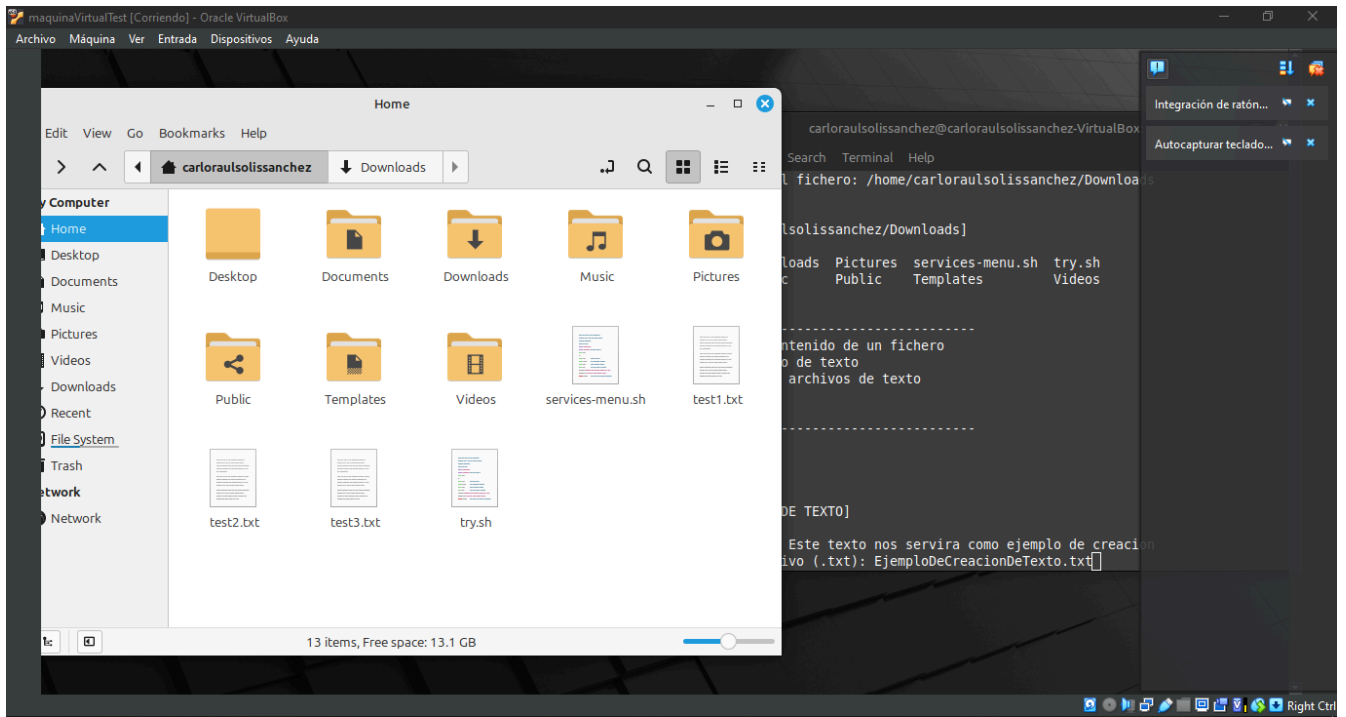 maquinaVirtualTest [Corriendo] - Oracle VirtualBox
Archivo Máquina Ver Entrada Dispositivos Ayuda
Home
Edit View Go Bookmarks Help
carloraulsolissanchez Downloads
y Computer
Home
Desktop
Documents
Music
Pictures
Videos
Downloads
Recent
File System
Trash
etwork
Network
Desktop Documents Downloads Music Pictures
Public Templates Videos services-menu.sh test1.txt
test2.txt test3.txt try.sh
13 items, Free space: 13.1 GB
carloraulsolissanchez@carloraulsolissanchez-VirtualBox
Search Terminal Help
l fichero: /home/carloraulsolissanchez/Downloads
lsolissanchez/Downloads]
loads Pictures services-menu.sh try.sh
c Public Templates Videos
-------------------------
ntenido de un fichero
o de texto
archivos de texto
-------------------------
DE TEXTO]
Este texto nos servira como ejemplo de creacion
ivo (.txt): EjemploDeCreacionDeTexto.txt
Integración de ratón...
Autocapturar teclado...
Right Ctrl